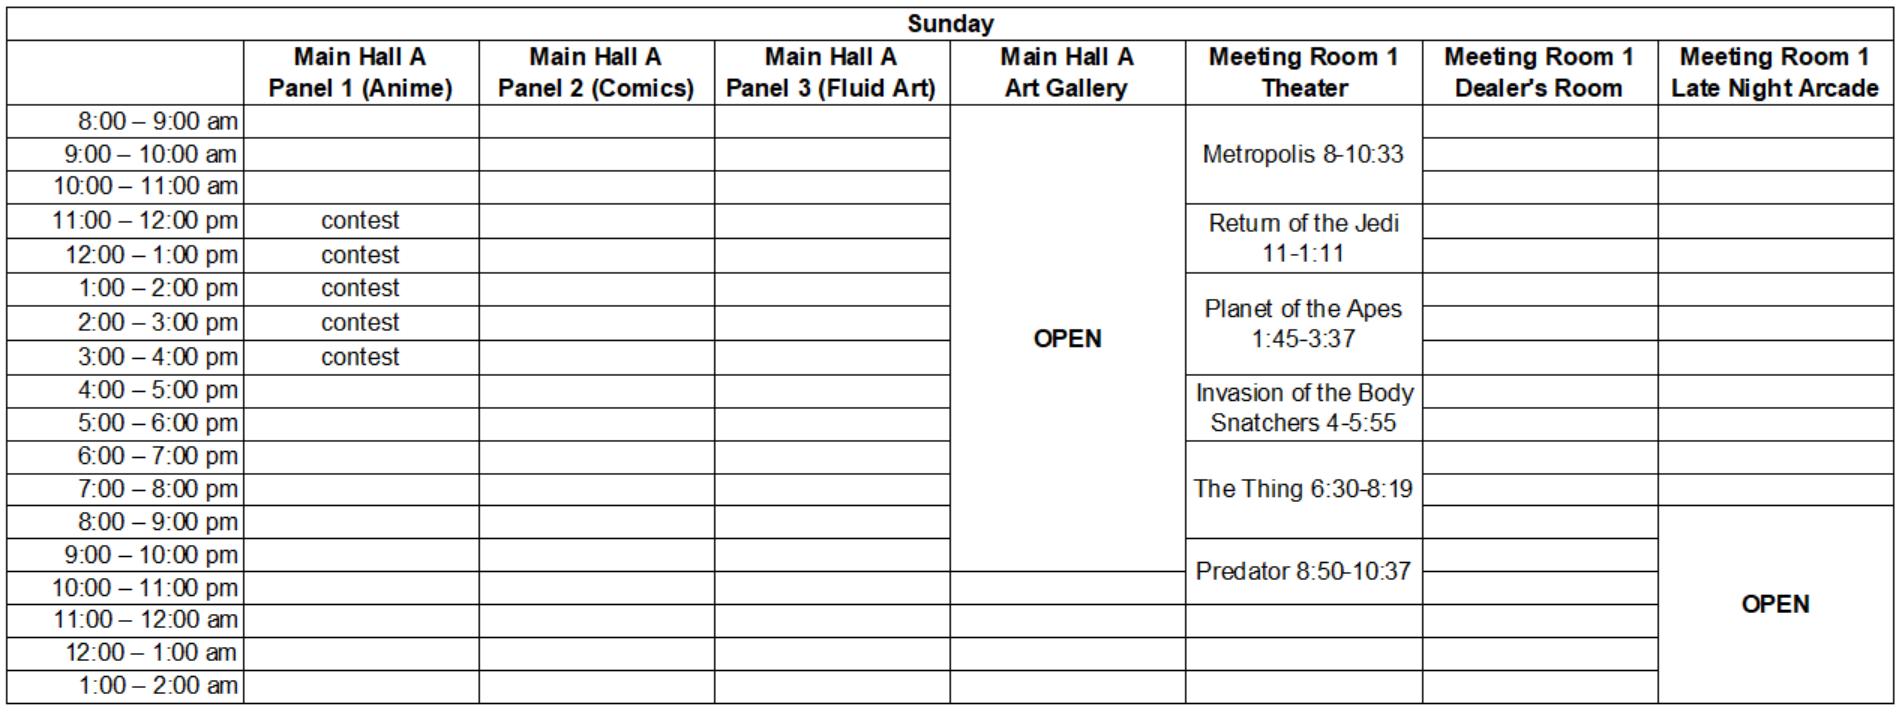 Sunday
Main Hall A
Panel 1 (Anime)
Main Hall A
Panel 2 (Comics)
Main Hall A
Panel 3 (Fluid Art)
Main Hall A
Art Gallery
Meeting Room 1
Theater
Meeting Room 1
Dealer's Room
Meeting Room 1
Late Night Arcade
8:00 – 9:00 am
9:00 – 10:00 am
Metropolis 8-10:33
10:00 – 11:00 am
11:00 – 12:00 pm
contest
Return of the Jedi
11-1:11
12:00 – 1:00 pm
contest
1:00 – 2:00 pm
contest
Planet of the Apes
1:45-3:37
2:00 – 3:00 pm
contest
OPEN
3:00 – 4:00 pm
contest
4:00 – 5:00 pm
Invasion of the Body
Snatchers 4-5:55
5:00 – 6:00 pm
6:00 – 7:00 pm
7:00 – 8:00 pm
The Thing 6:30-8:19
8:00 – 9:00 pm
9:00 – 10:00 pm
Predator 8:50-10:37
10:00 – 11:00 pm
OPEN
11:00 – 12:00 am
12:00 – 1:00 am
1:00 – 2:00 am